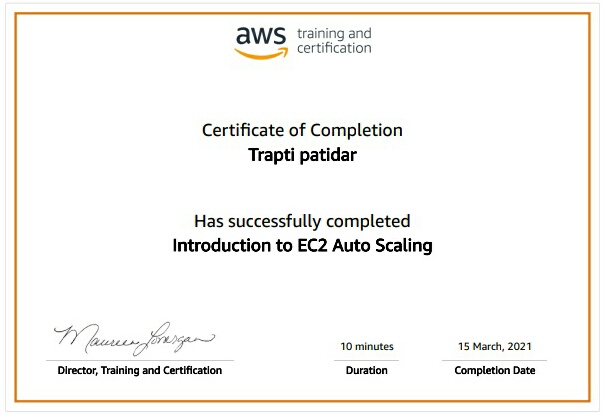 aws training and
certification
Certificate of Completion
Trapti patidar
Has successfully completed
Introduction to EC2 Auto Scaling
Maureen Lonergan
10 minutes
15 March, 2021
Director, Training and Certification
Duration
Completion Date